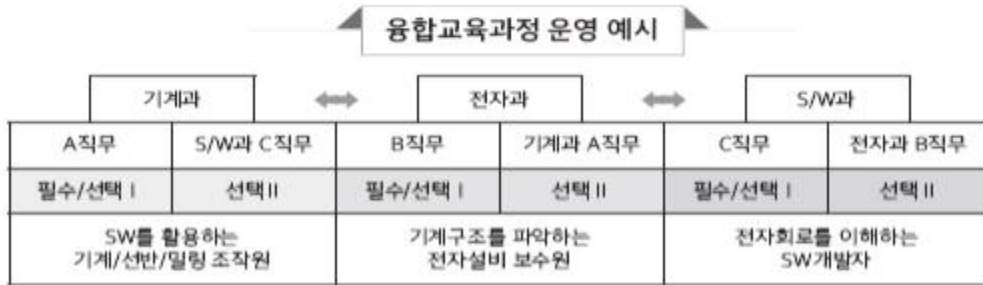 융합교육과정 운영 예시
기계과 전자과 S/W과
A직무 S/W과 C직무 B직무 기계과 A직무 C직무 전자과 B직무
필수/선택 I 선택 II 필수/선택 I 선택 II 필수/선택 I 선택 II
SW를 활용하는 기계구조를 파악하는 전자회로를 이해하는
기계/선반/밀링 조작원 전자설비 보수원 SW개발자